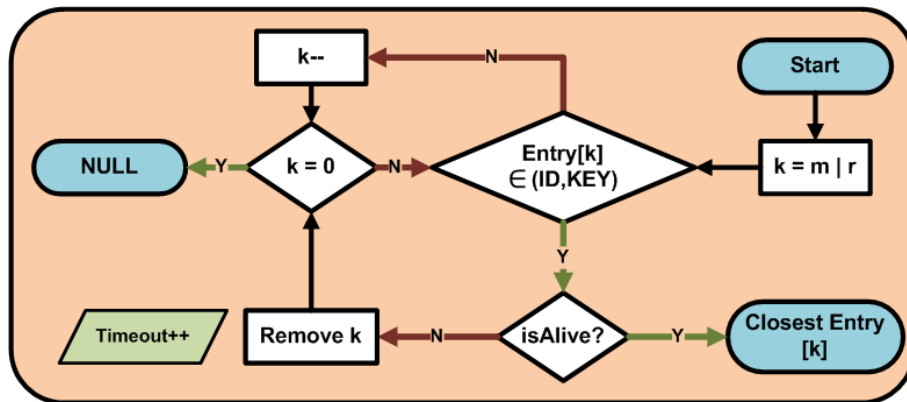 k--
N
Start
NULL
Y
k = 0
N
Entry[k]
∈ (ID,KEY)
k = m | r
Y
Timeout++
Remove k
N
isAlive?
Y
Closest Entry
[k]